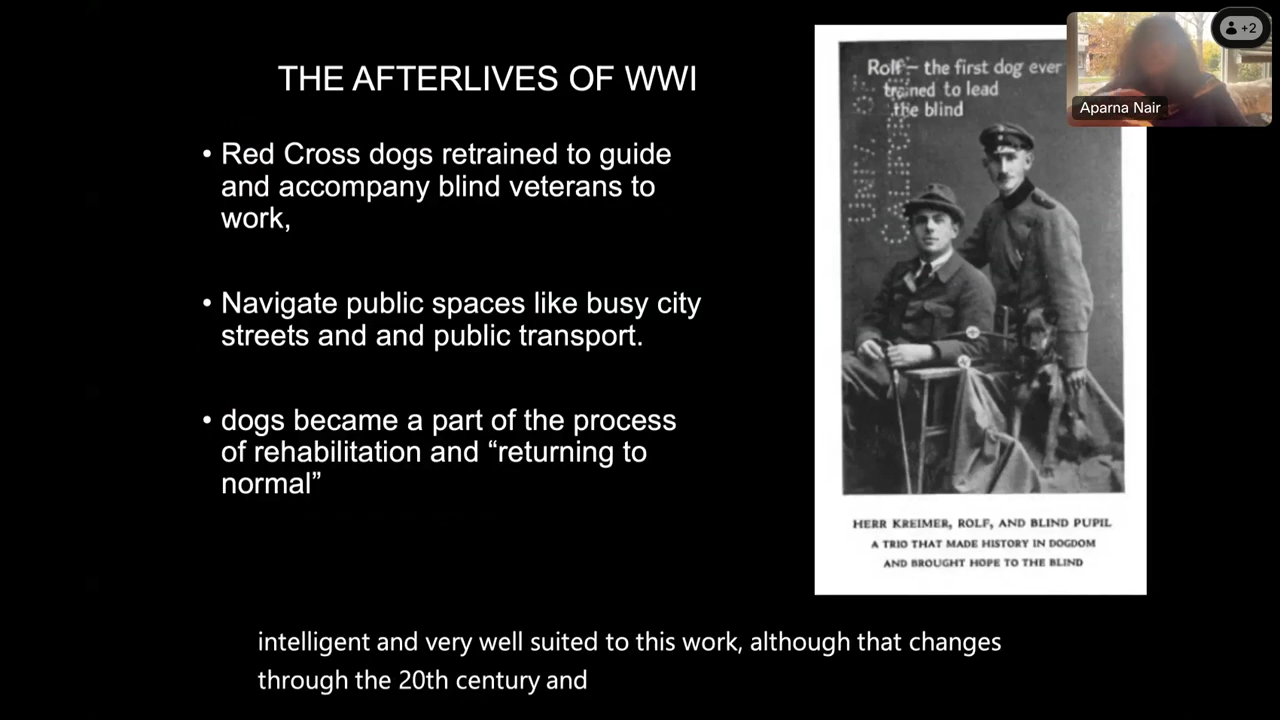 THE AFTERLIVES OF WWI
• Red Cross dogs retrained to guide
and accompany blind veterans to
work,
• Navigate public spaces like busy city
streets and and public transport.
• dogs became a part of the process
of rehabilitation and “returning to
normal”
Rolf – the first dog ever
trained to lead
the blind
HERR KREIMER, ROLF, AND BLIND PUPIL
A TRIO THAT MADE HISTORY IN DOGDOM
AND BROUGHT HOPE TO THE BLIND
+2
Aparna Nair
intelligent and very well suited to this work, although that changes
through the 20th century and